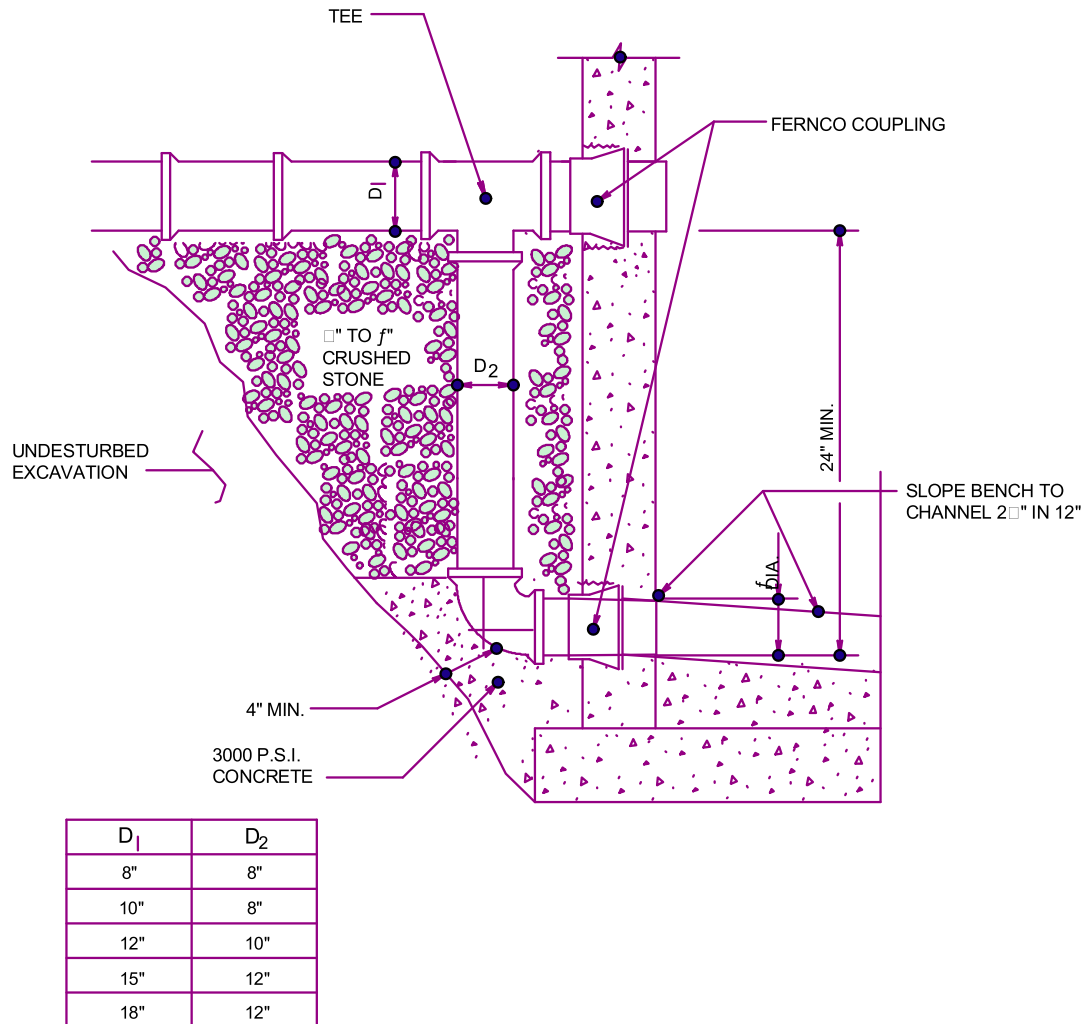 TEE
FERNCO COUPLING
D1
□" TO ƒ"
CRUSHED
STONE
D2
UNDESTURBED
EXCAVATION
24" MIN.
SLOPE BENCH TO
CHANNEL 2□" IN 12"
ƒ DIA.
4" MIN.
3000 P.S.I.
CONCRETE
D1 D2
8" 8"
10" 8"
12" 10"
15" 12"
18" 12"